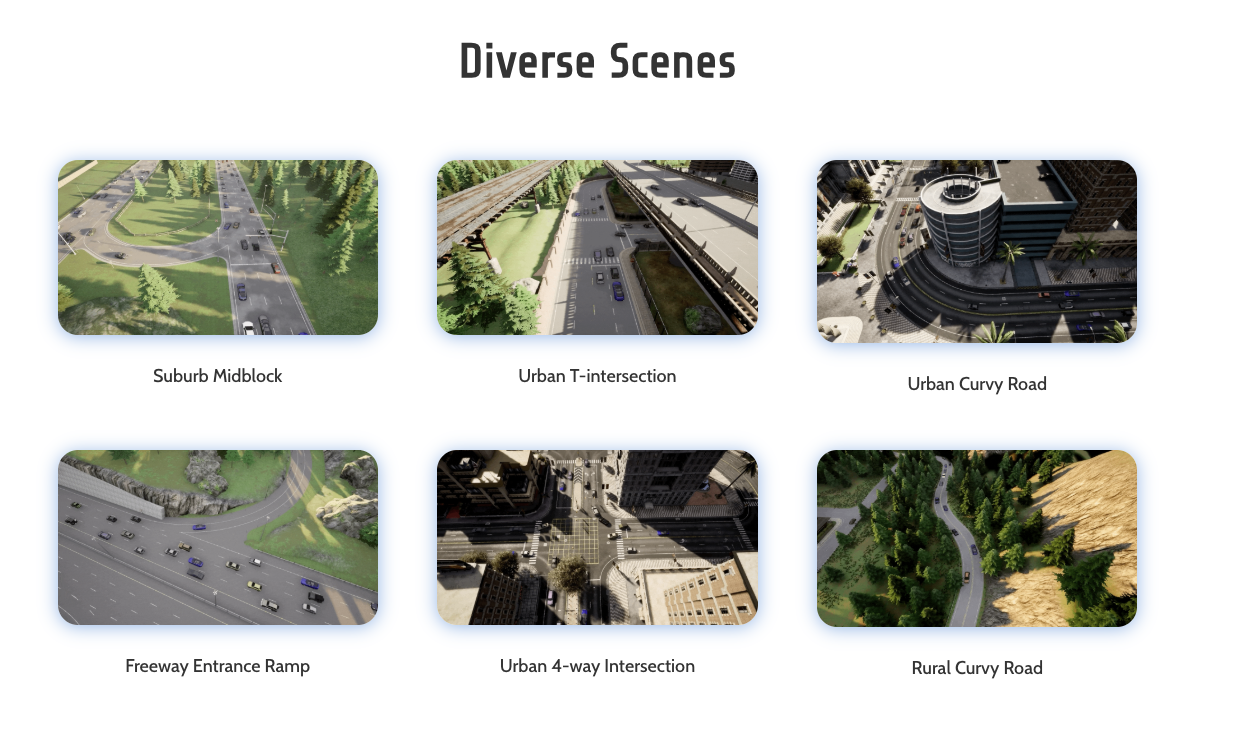 Diverse Scenes
Suburb Midblock
Urban T-intersection
Urban Curvy Road
Freeway Entrance Ramp
Urban 4-way Intersection
Rural Curvy Road